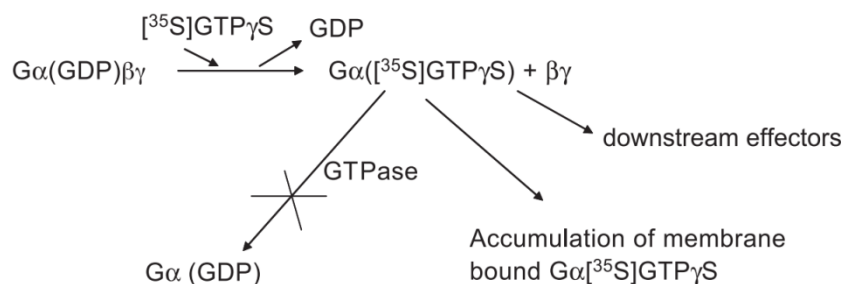 [³⁵S]GTPγS GDP
Gα(GDP)βγ Gα([³⁵S]GTPγS) + βγ
downstream effectors
GTPase
Accumulation of membrane
Gα (GDP) bound Gα[³⁵S]GTPγS